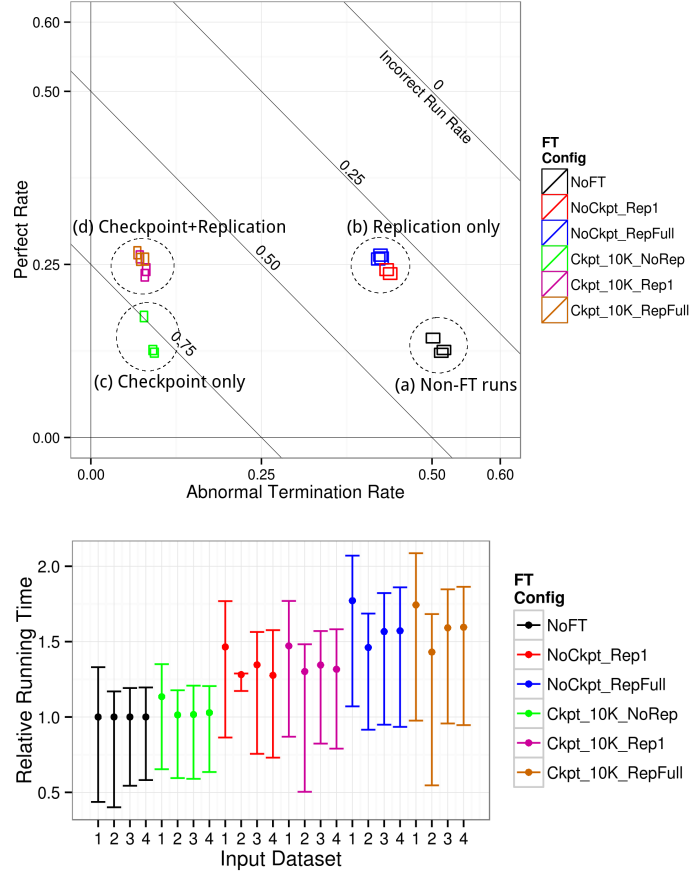 0.60
0.50
0.25
0.00
Perfect Rate
0
Incorrect Run Rate
0.25
0.50
0.75
(d) Checkpoint+Replication
(b) Replication only
(c) Checkpoint only
(a) Non-FT runs
0.00
0.25
0.50
0.60
Abnormal Termination Rate
FT
Config
NoFT
NoCkpt_Rep1
NoCkpt_RepFull
Ckpt_10K_NoRep
Ckpt_10K_Rep1
Ckpt_10K_RepFull
2.0
1.5
1.0
0.5
Relative Running Time
1 2 3 4 1 2 3 4 1 2 3 4 1 2 3 4 1 2 3 4 1 2 3 4
Input Dataset
FT
Config
NoFT
NoCkpt_Rep1
NoCkpt_RepFull
Ckpt_10K_NoRep
Ckpt_10K_Rep1
Ckpt_10K_RepFull